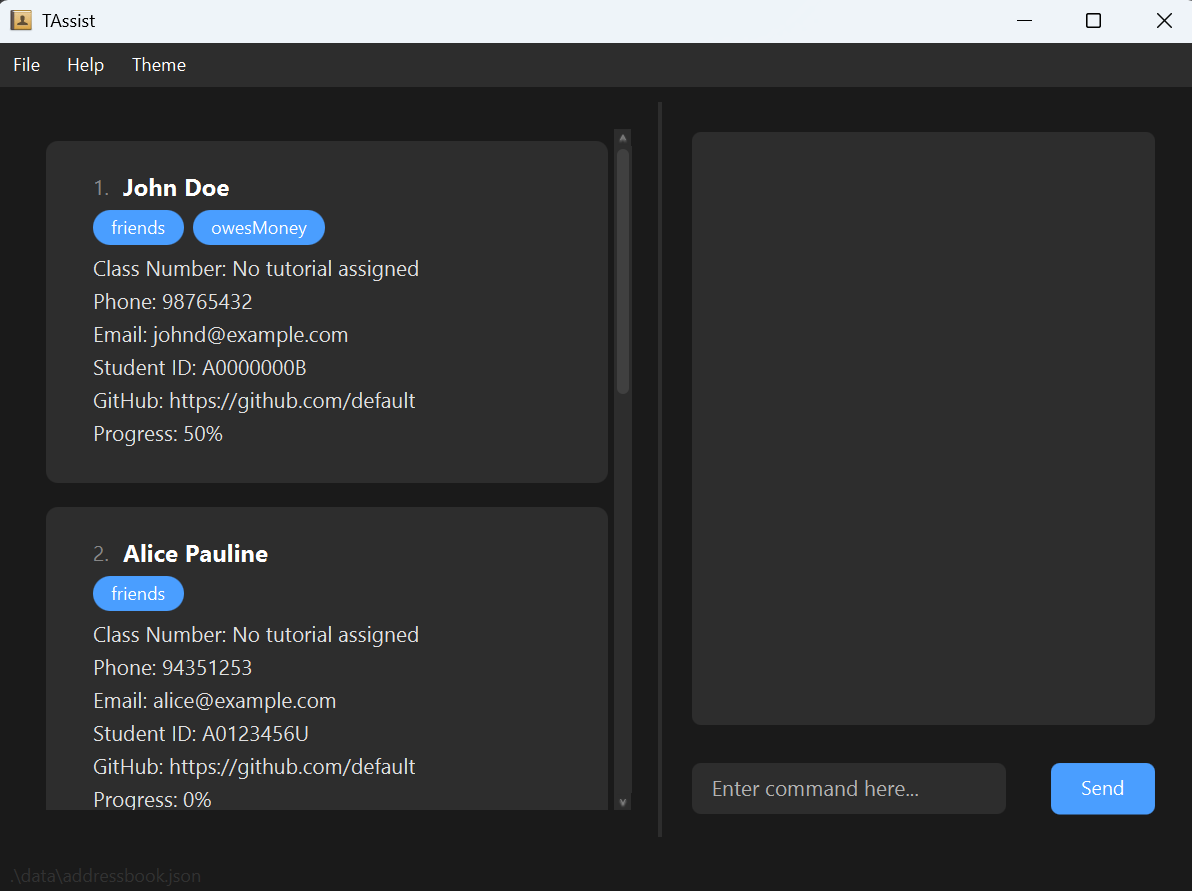 TAssist
File Help Theme
1. John Doe
friends owesMoney
Class Number: No tutorial assigned
Phone: 98765432
Email: johnd@example.com
Student ID: A0000000B
GitHub: https://github.com/default
Progress: 50%
2. Alice Pauline
friends
Class Number: No tutorial assigned
Phone: 94351253
Email: alice@example.com
Student ID: A0123456U
GitHub: https://github.com/default
Progress: 0%
Enter command here...
Send
.\data\addressbook.json